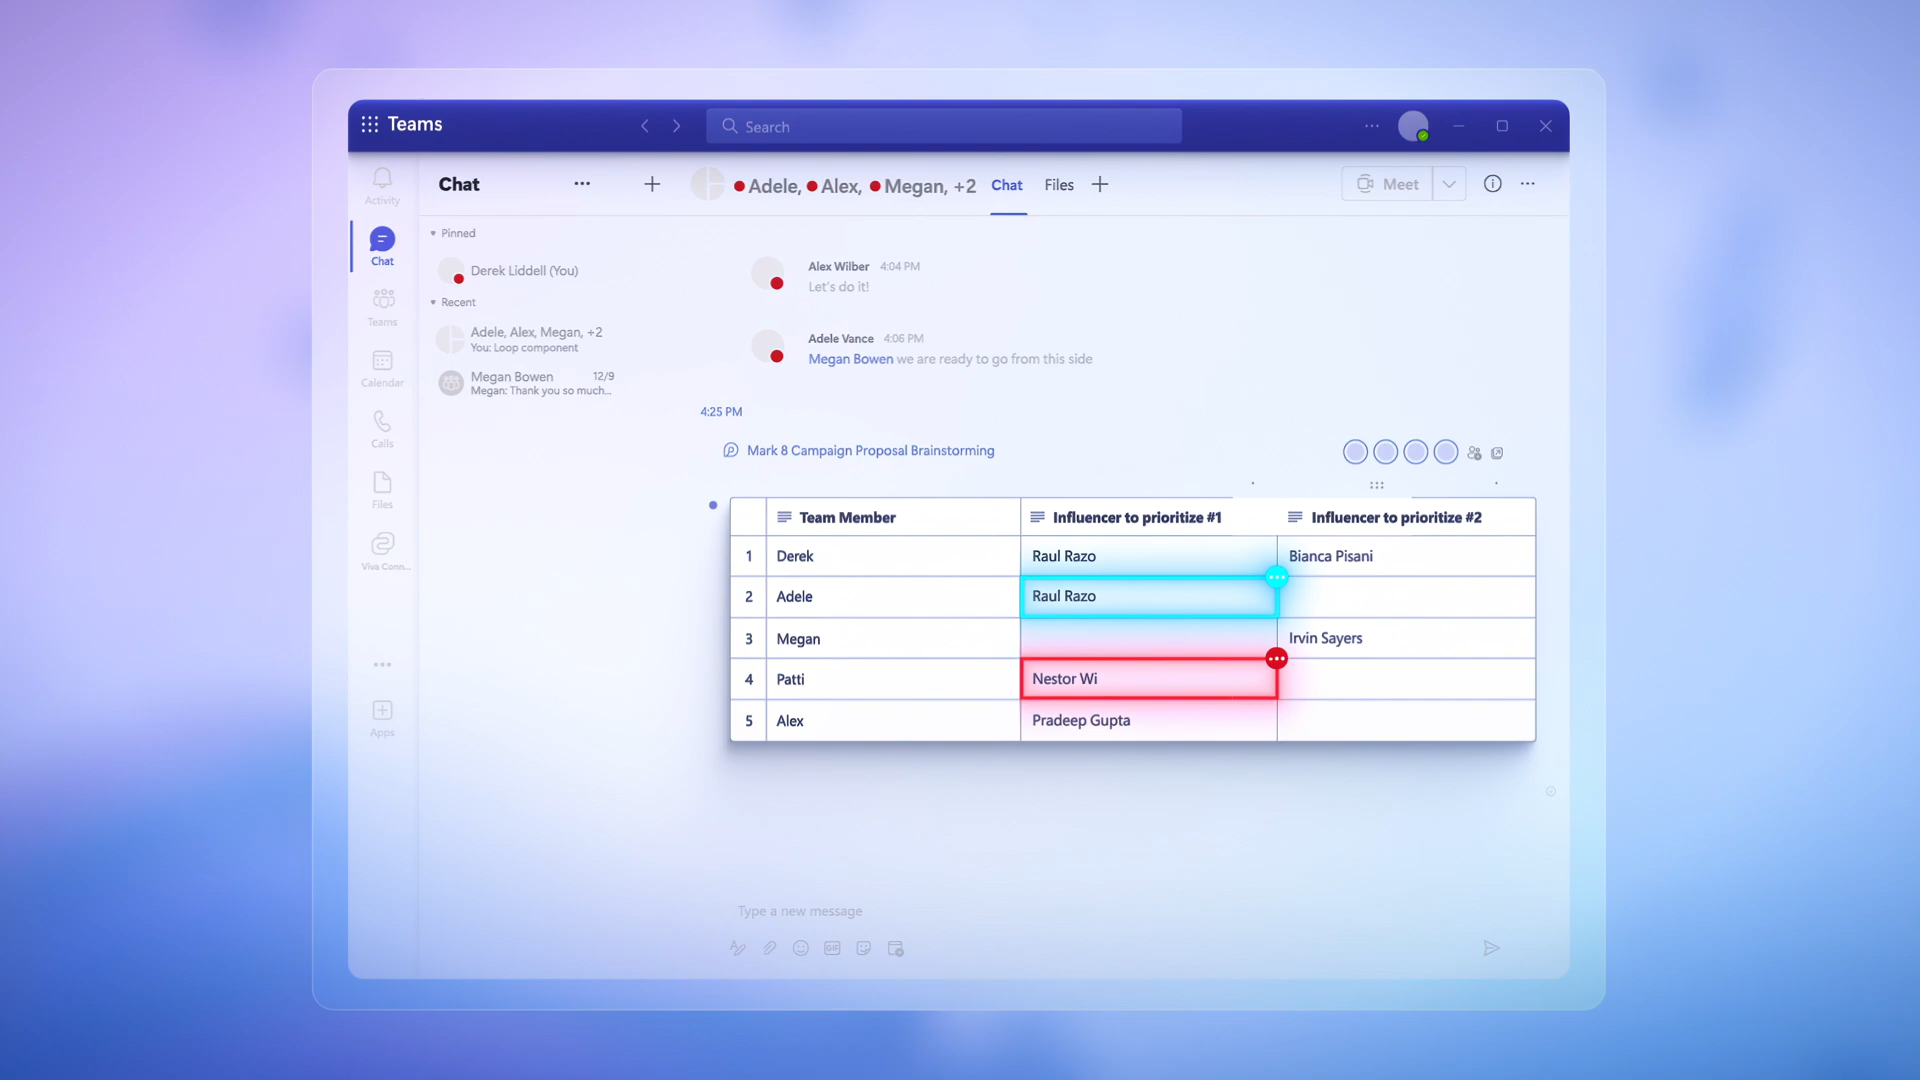 Teams
Search
Activity
Chat
Teams
Calendar
Calls
Files
Viva Conn...
Apps
Chat
Pinned
Derek Liddell (You)
Recent
Adele, Alex, Megan, +2
You: Loop component
Megan Bowen 12/9
Megan: Thank you so much...
Adele, Alex, Megan, +2 Chat Files
Meet
Alex Wilber 4:04 PM
Let's do it!
Adele Vance 4:06 PM
Megan Bowen we are ready to go from this side
4:25 PM
Mark 8 Campaign Proposal Brainstorming
Team Member Influencer to prioritize #1 Influencer to prioritize #2
1 Derek Raul Razo Bianca Pisani
2 Adele Raul Razo
3 Megan Irvin Sayers
4 Patti Nestor Wi
5 Alex Pradeep Gupta
Type a new message
GIF